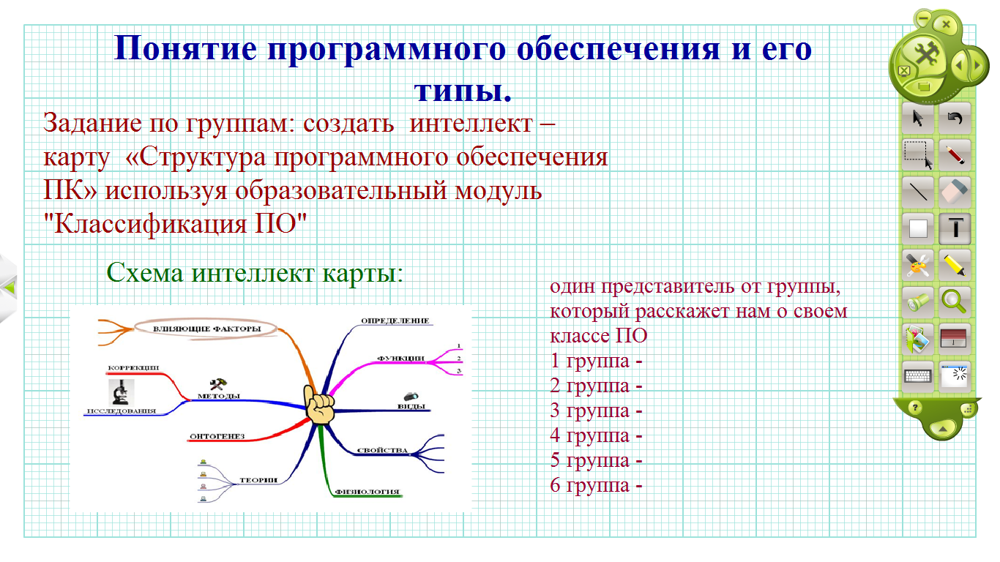 Понятие программного обеспечения и его
типы.
Задание по группам: создать интеллект –
карту «Структура программного обеспечения
ПК» используя образовательный модуль
"Классификация ПО"
Схема интеллект карты:
ВЛИЯЮЩИЕ ФАКТОРЫ
ОПРЕДЕЛЕНИЕ
ФУНКЦИИ
1
2
3
КОРРЕКЦИИ
МЕТОДЫ
ИССЛЕДОВАНИЯ
ВИДЫ
ОНТОГЕНЕЗ
СВОЙСТВА
ТЕОРИИ
ФИЗИОЛОГИЯ
один представитель от группы,
который расскажет нам о своем
классе ПО
1 группа -
2 группа -
3 группа -
4 группа -
5 группа -
6 группа -
T
1
?